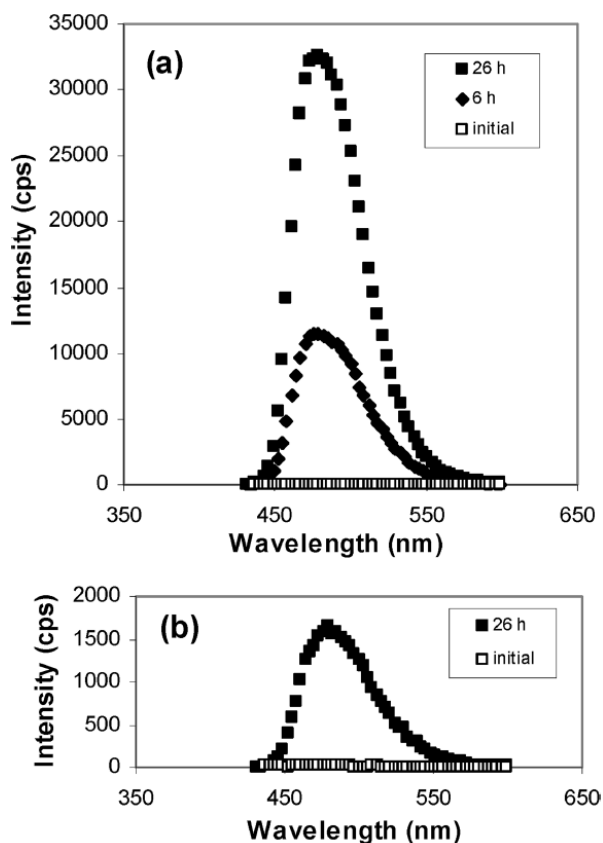 35000
30000
25000
20000
15000
10000
5000
0
Intensity (cps)
(a)
26 h
6 h
initial
350 450 550 650
Wavelength (nm)
2000
1500
1000
500
0
Intensity (cps)
(b)
26 h
initial
350 450 550 650
Wavelength (nm)